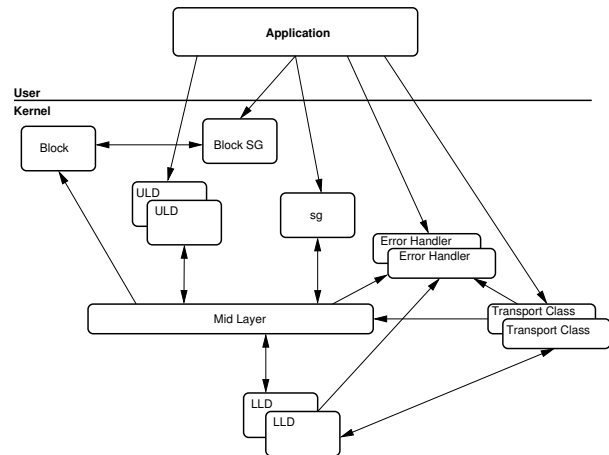 Application
User
Kernel
Block
Block SG
ULD
ULD
sg
Error Handler
Error Handler
Mid Layer
Transport Class
Transport Class
LLD
LLD